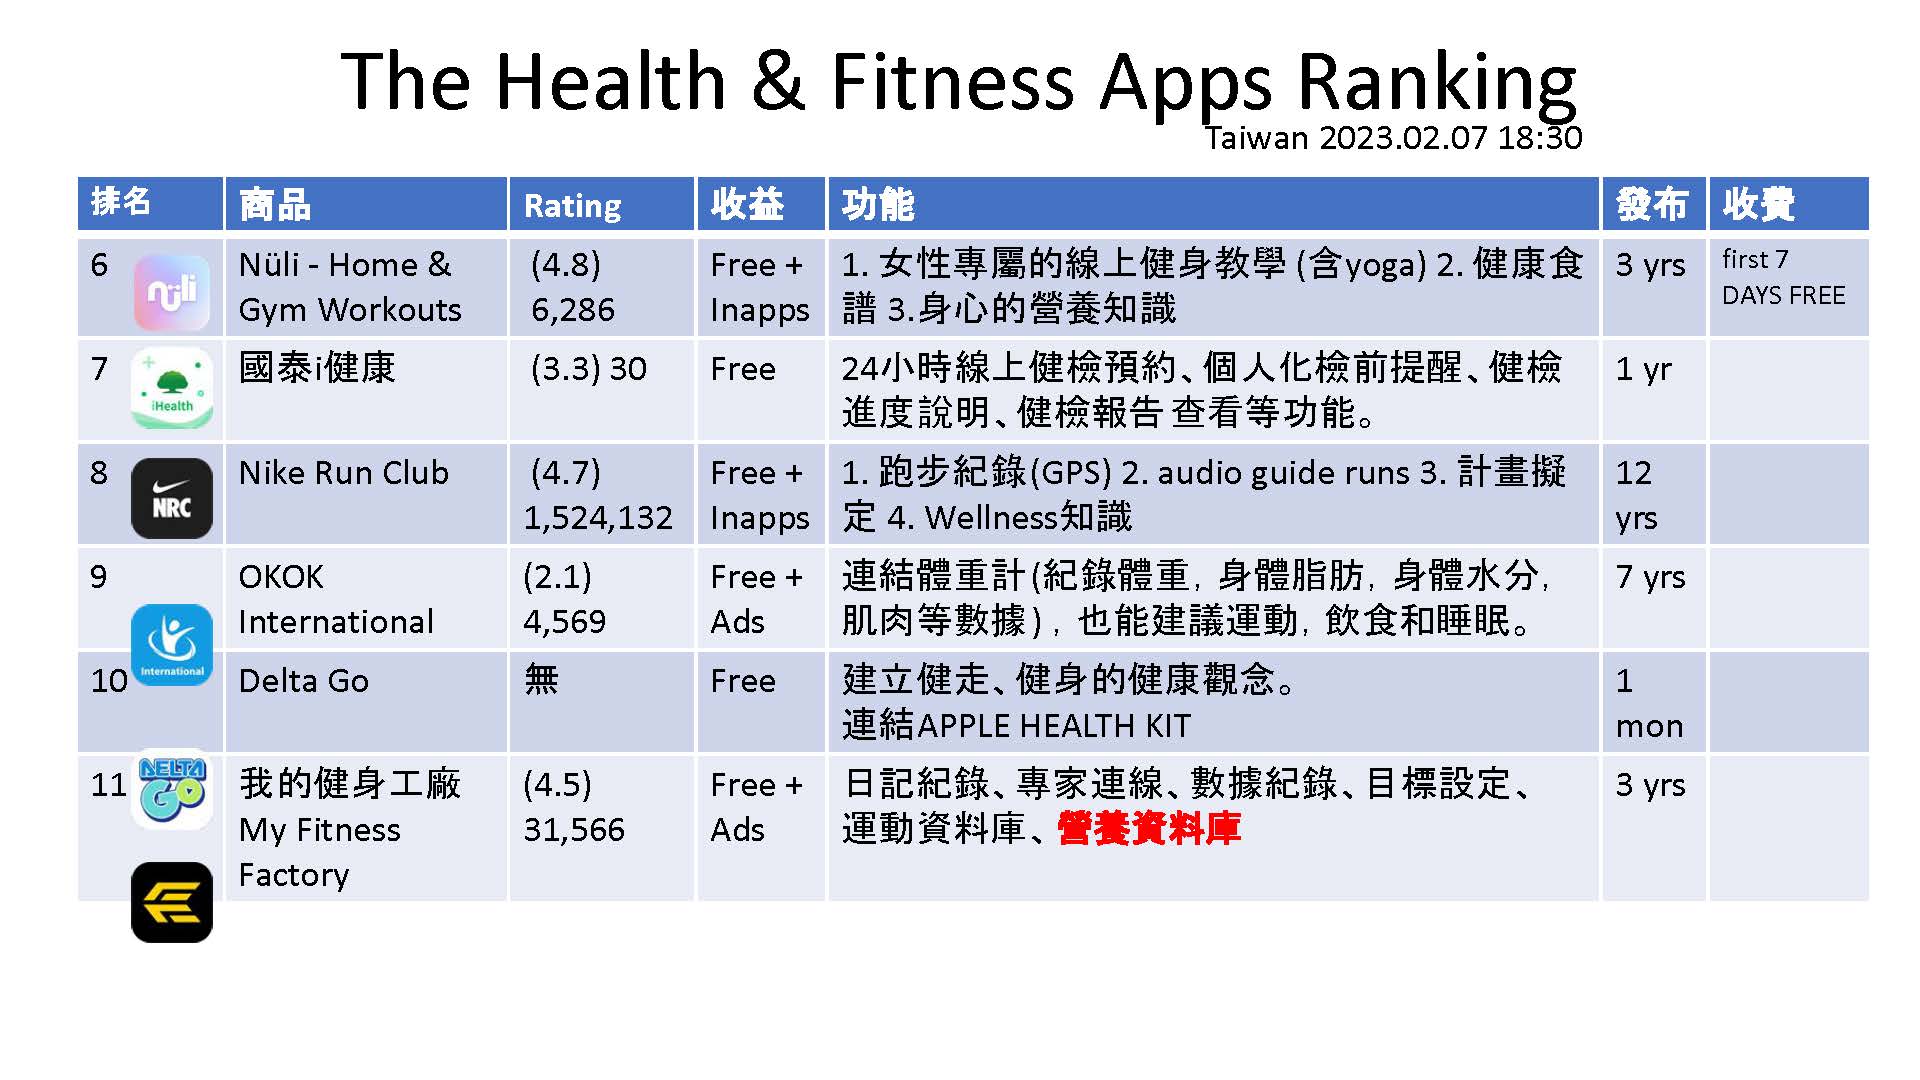 The Health & Fitness Apps Ranking
Taiwan 2023.02.07 18:30
排名 商品 Rating 收益 功能 發布 收費
6 nüli Nüli - Home & Gym Workouts (4.8) 6,286 Free + Inapps 1. 女性專屬的線上健身教學 (含yoga) 2. 健康食譜 3.身心的營養知識 3 yrs first 7 DAYS FREE
7 iHealth 國泰i健康 (3.3) 30 Free 24小時線上健檢預約、個人化檢前提醒、健檢進度說明、健檢報告 查看等功能。 1 yr
8 NRC Nike Run Club (4.7) 1,524,132 Free + Inapps 1. 跑步紀錄(GPS) 2. audio guide runs 3. 計畫擬定 4. Wellness知識 12 yrs
9 International OKOK International (2.1) 4,569 Free + Ads 連結體重計(紀錄體重, 身體脂肪, 身體水分, 肌肉等數據) , 也能建議運動, 飲食和睡眠。 7 yrs
10 Delta Go 無 Free 建立健走、健身的健康觀念。
連結APPLE HEALTH KIT 1 mon
11 DELTA GO 我的健身工廠 My Fitness Factory (4.5) 31,566 Free + Ads 日記紀錄、專家連線、數據紀錄、目標設定、運動資料庫、營養資料庫 3 yrs